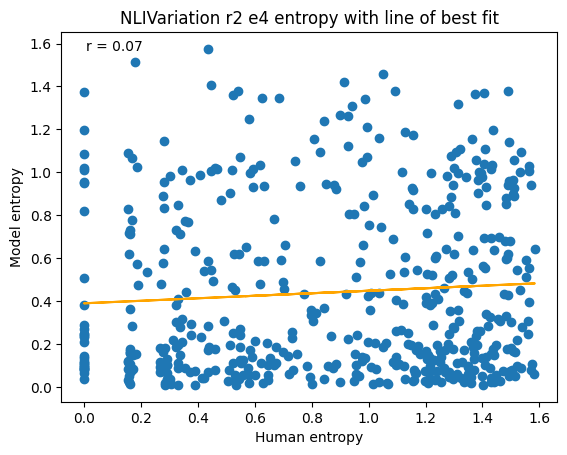 NLIVariation r2 e4 entropy with line of best fit
r = 0.07
Model entropy
1.6
1.4
1.2
1.0
0.8
0.6
0.4
0.2
0.0
0.0 0.2 0.4 0.6 0.8 1.0 1.2 1.4 1.6
Human entropy